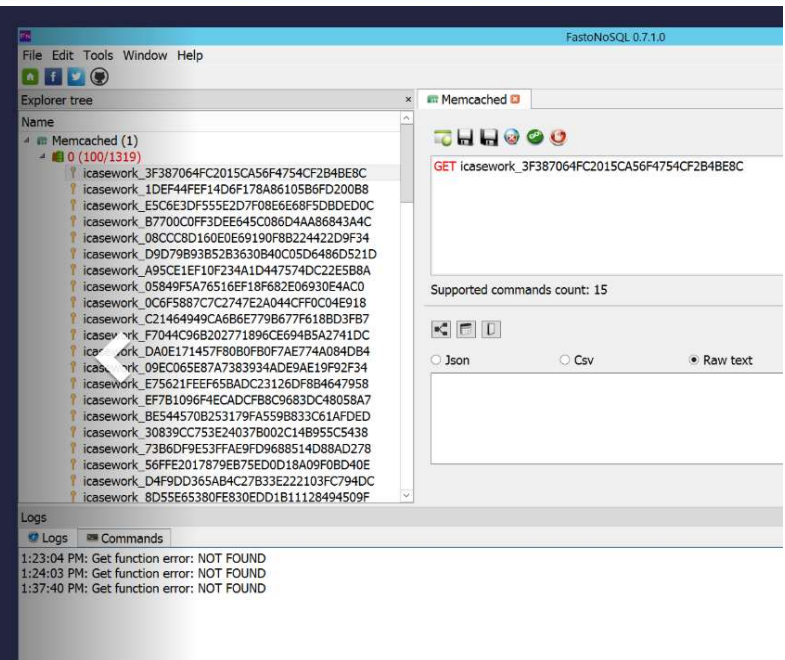 FastoNoSQL 0.7.1.0
File Edit Tools Window Help
Explorer tree
Name
Memcached (1)
0 (100/1319)
icasework_3F387064FC2015CA56F4754CF2B4BE8C
icasework_1DEF44FEF14D6F178A86105B6FD200B8
icasework_E5C6E3DF555E2D7F08E6E68F5DBDED0C
icasework_B7700C0FF3DEE645C086D4AA86843A4C
icasework_08CCC8D160E0E69190F8B224422D9F34
icasework_D9D79B93B52B3630B40C05D6486D521D
icasework_A95CE1EF10F234A1D447574DC22E5B8A
icasework_05849F5A76516EF18F682E06930E4AC0
icasework_0C6F5887C7C2747E2A044CFF0C04E918
icasework_C21464949CA6B6E779B677F618BD3FB7
icasework_F7044C96B202771896CE694B5A2741DC
icasework_DA0E171457F80B0FB0F7AE774A084DB4
icasework_09EC065E87A7383934ADE9AE19F92F34
icasework_E75621FEEF65BADC23126DF8B4647958
icasework_EF7B1096F4ECADCFB8C9683DC48058A7
icasework_BE544570B253179FA559B833C61AFDED
icasework_30839CC753E24037B002C14B955C5438
icasework_73B6DF9E53FFAE9FD9688514D88AD278
icasework_56FFE2017879EB75ED0D18A09F0BD40E
icasework_D4F9DD365AB4C27B33E222103FC794DC
icasework_8D55E65380FE830EDD1B11128494509F
Memcached
GET icasework_3F387064FC2015CA56F4754CF2B4BE8C
Supported commands count: 15
Json Csv Raw text
Logs
Logs Commands
1:23:04 PM: Get function error: NOT FOUND
1:24:03 PM: Get function error: NOT FOUND
1:37:40 PM: Get function error: NOT FOUND